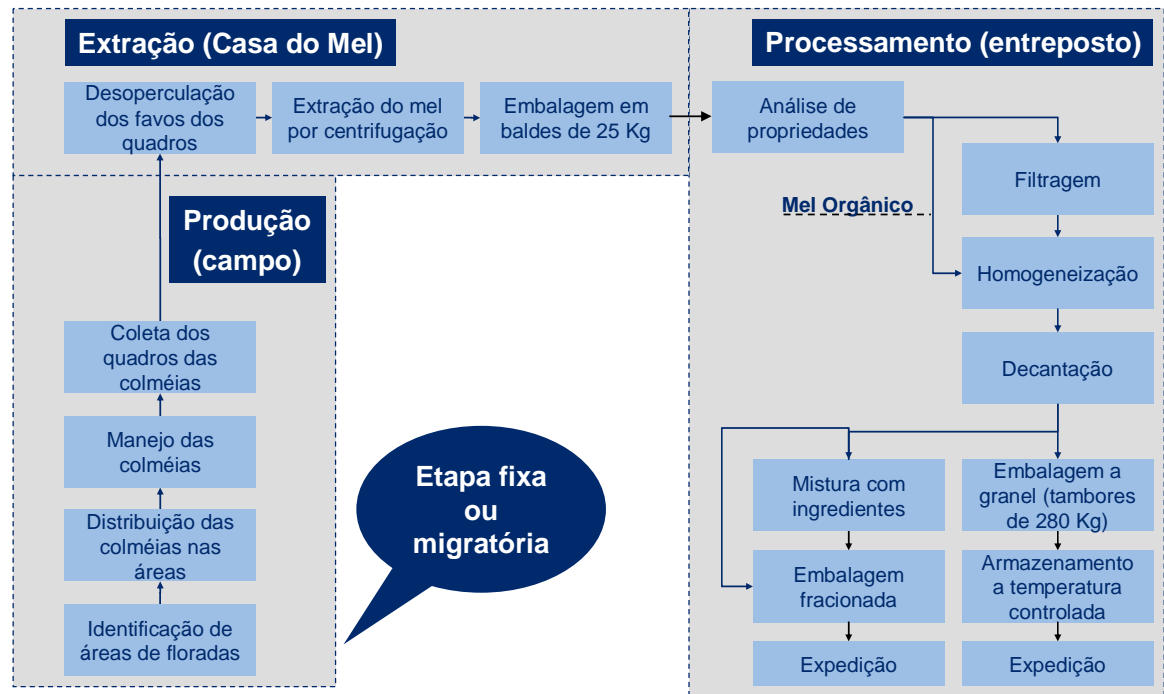 Extração (Casa do Mel)
Desoperculação
dos favos dos
quadros
Extração do mel
por centrifugação
Embalagem em
baldes de 25 Kg
Produção
(campo)
Coleta dos
quadros das
colméias
Manejo das
colméias
Distribuição das
colméias nas
áreas
Identificação de
áreas de floradas
Etapa fixa
ou
migratória
Processamento (entreposto)
Análise de
propriedades
Mel Orgânico
Filtragem
Homogeneização
Decantação
Mistura com
ingredientes
Embalagem
fracionada
Expedição
Embalagem a
granel (tambores
de 280 Kg)
Armazenamento
a temperatura
controlada
Expedição